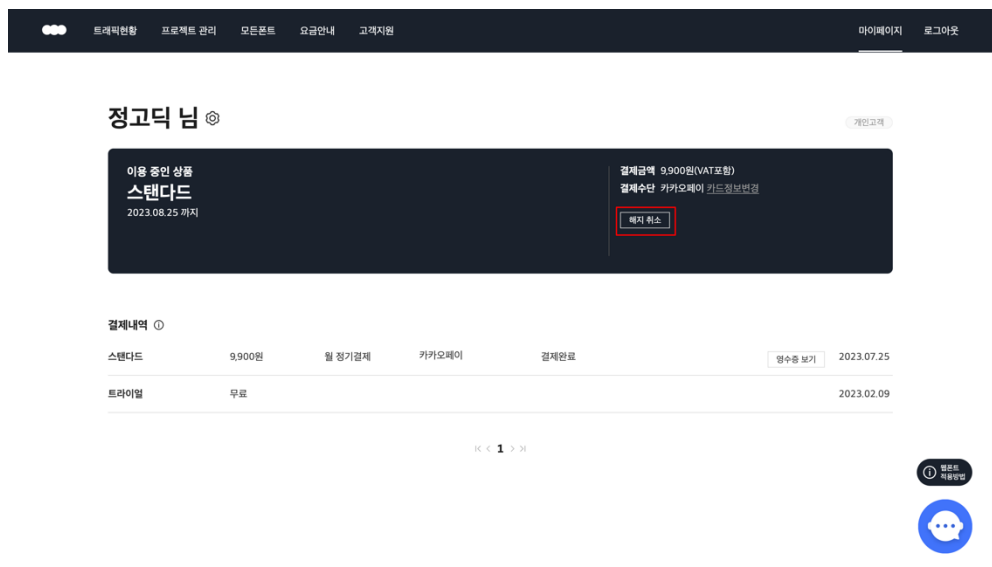 트래픽현황 프로젝트 관리 모든폰트 요금안내 고객지원 마이페이지 로그아웃
정고딕 님
개인고객
이용 중인 상품
스탠다드
2023.08.25 까지
결제금액 9,900원(VAT포함)
결제수단 카카오페이 카드정보변경
해지 취소
결제내역
스탠다드 9,900원 월 정기결제 카카오페이 결제완료 영수증 보기 2023.07.25
트라이얼 무료 2023.02.09
1
웹폰트
적용방법